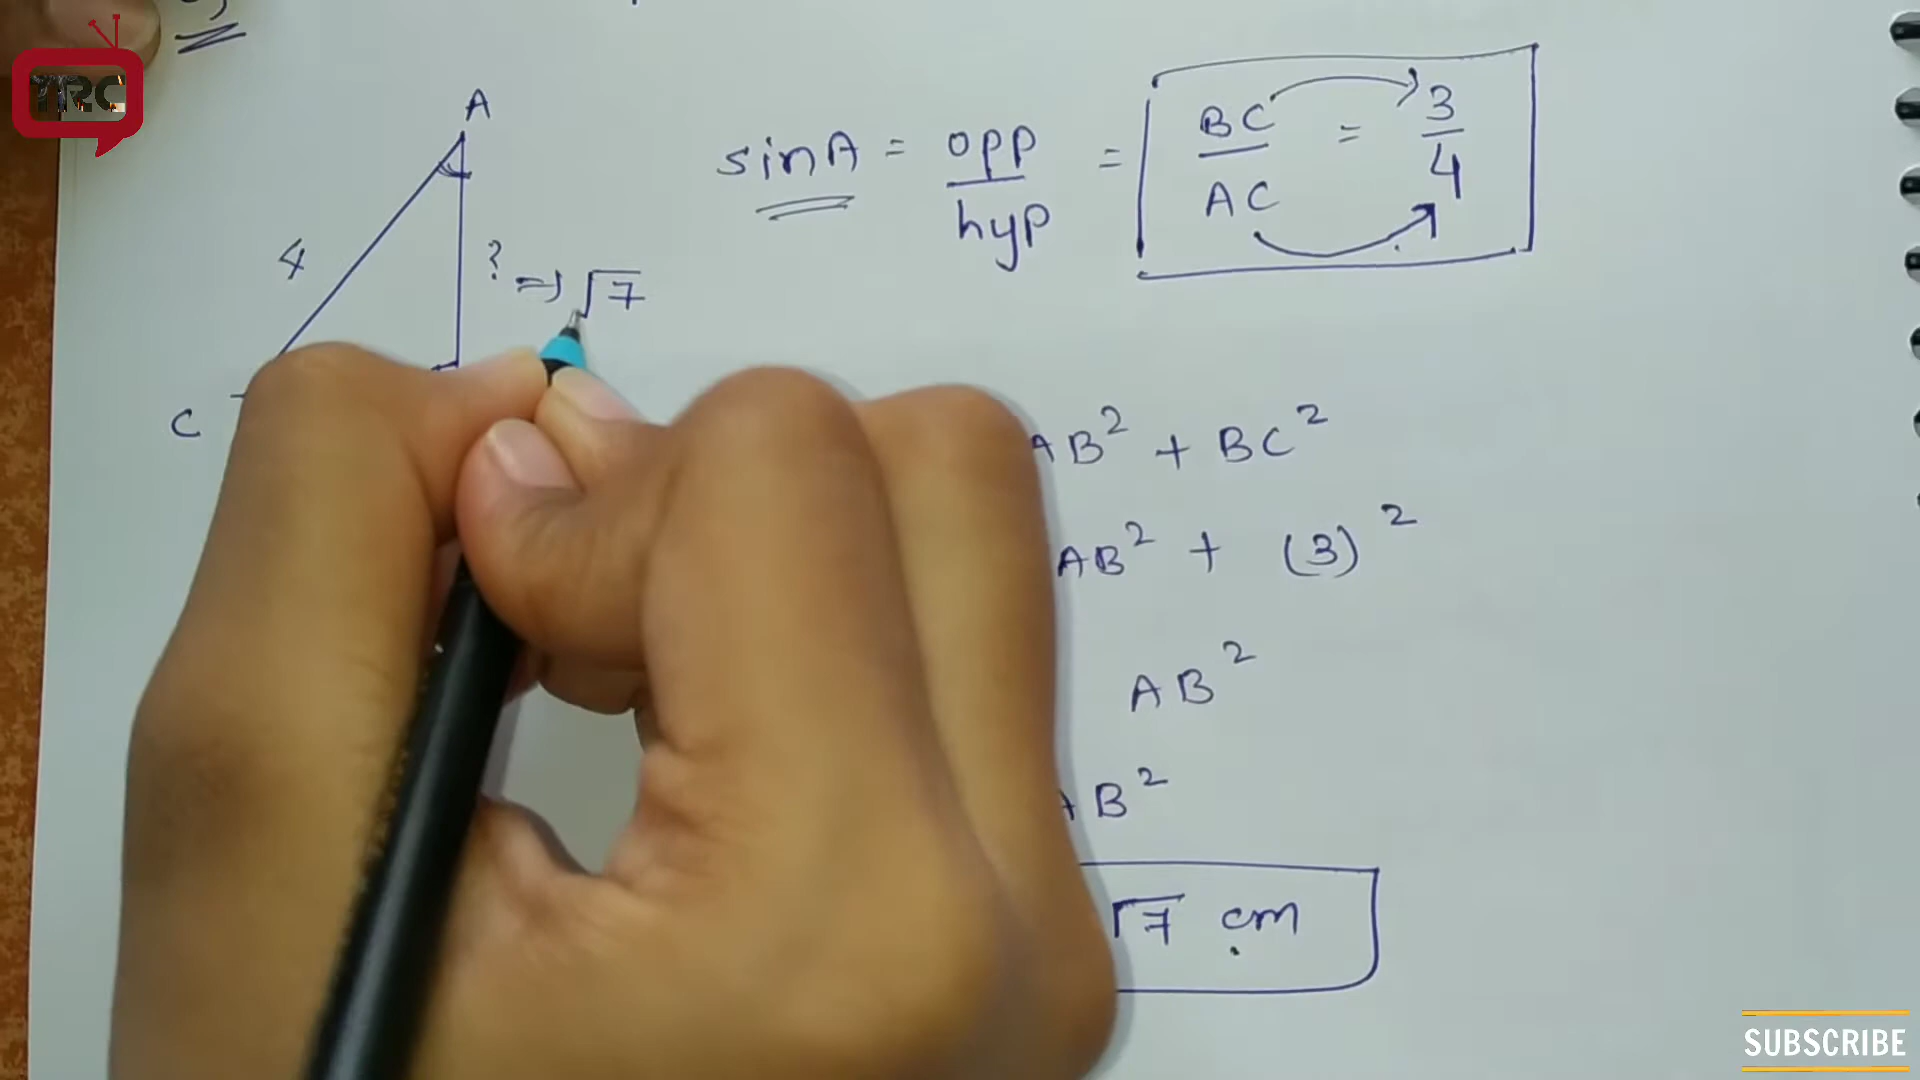 TRC
A
sinA = opp/hyp = BC/AC = 3/4
4 ? => √7
C
AB² + BC²
AB² + (3)²
AB²
AB²
√7 cm
SUBSCRIBE